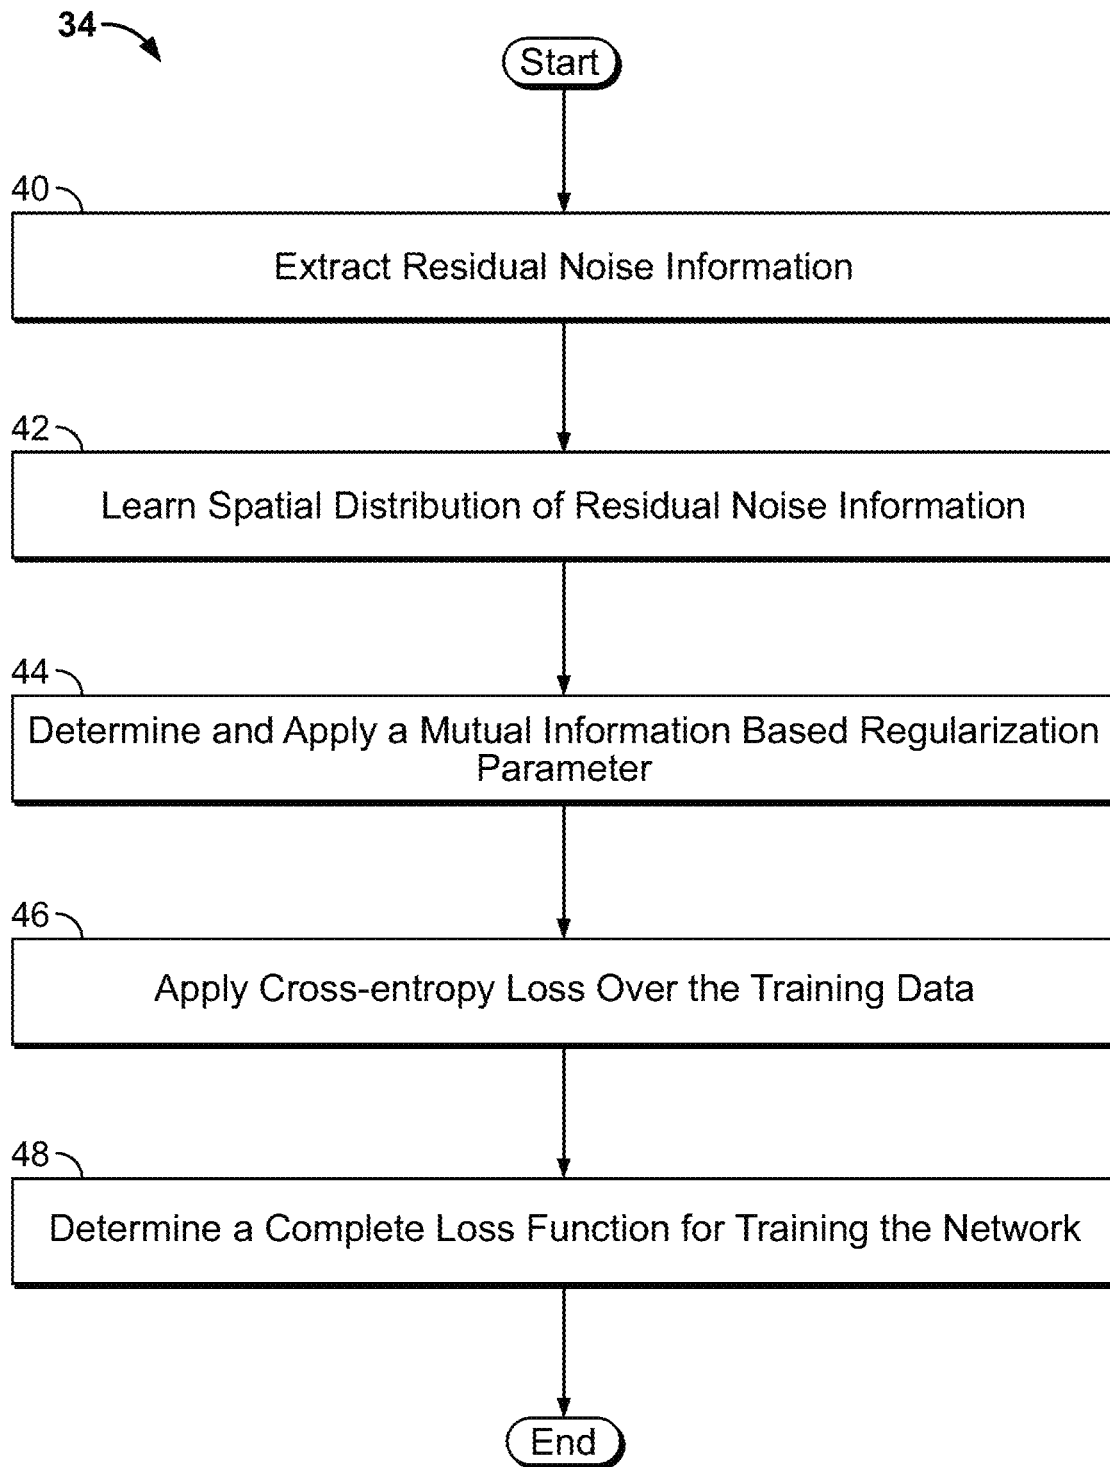 34
Start
40
Extract Residual Noise Information
42
Learn Spatial Distribution of Residual Noise Information
44
Determine and Apply a Mutual Information Based Regularization
Parameter
46
Apply Cross-entropy Loss Over the Training Data
48
Determine a Complete Loss Function for Training the Network
End